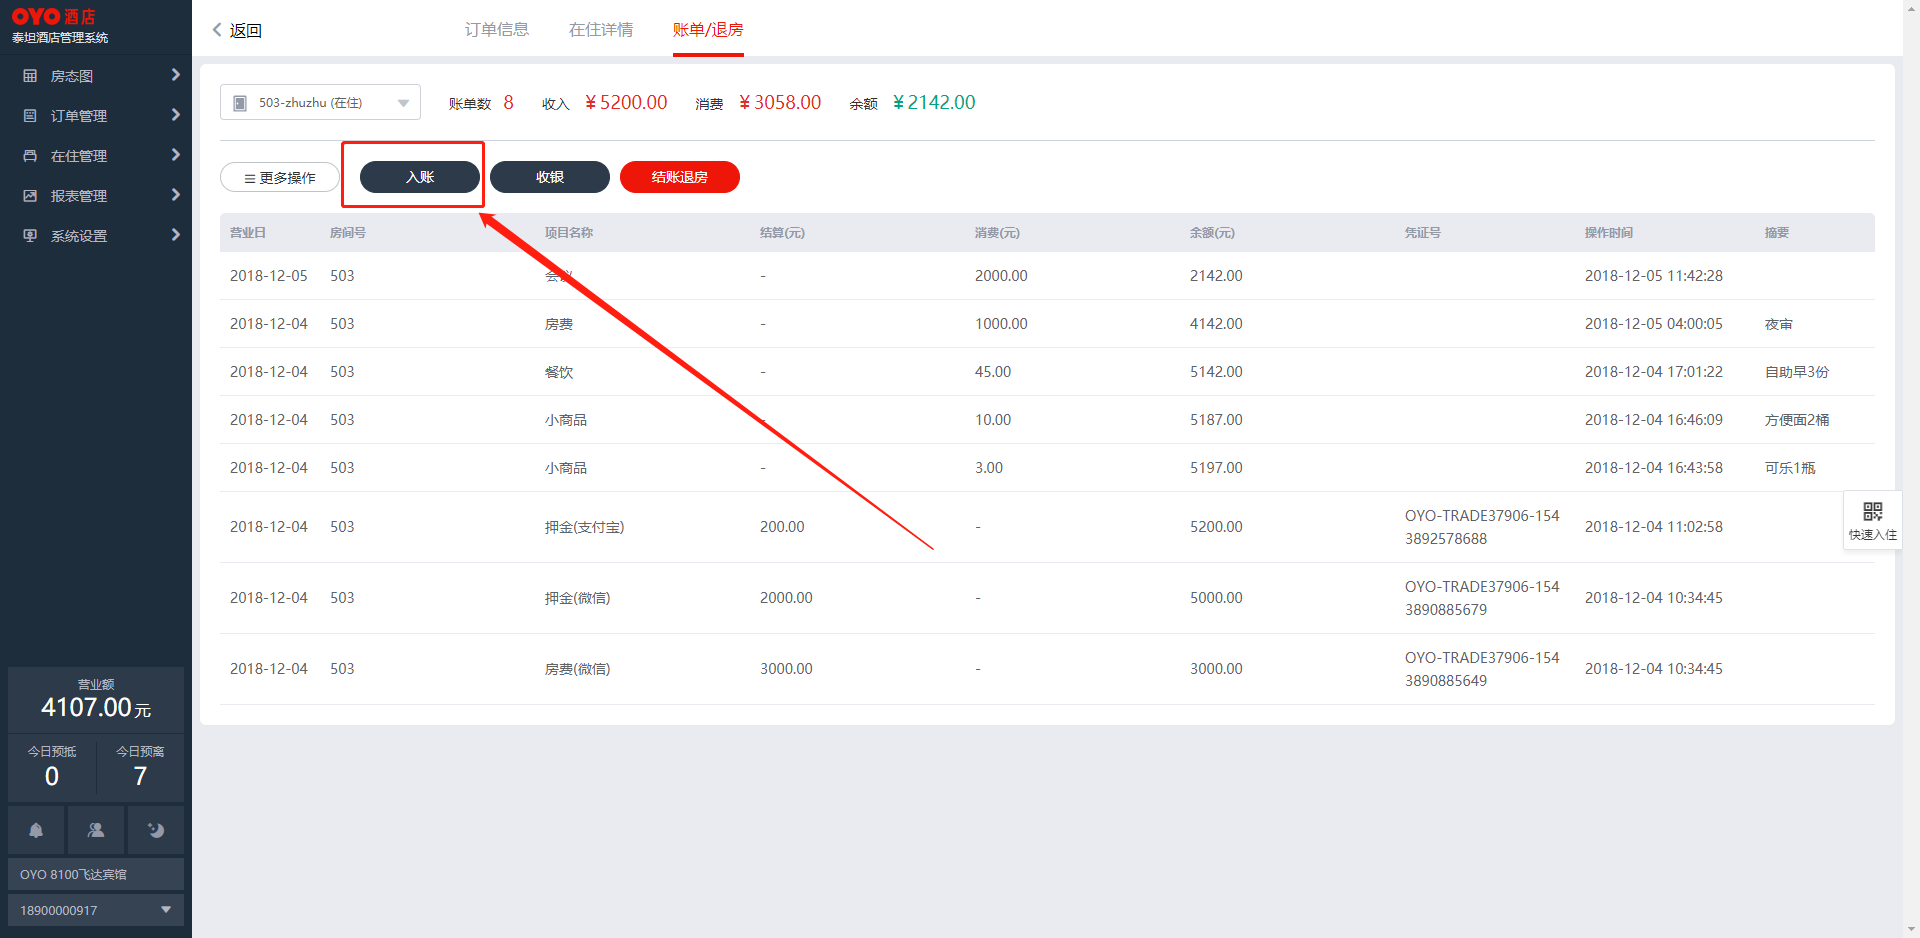 OYO 酒店
泰坦酒店管理系统
房态图
订单管理
在住管理
报表管理
系统设置
营业额
4107.00元
今日预抵 今日预离
0 7
OYO 8100飞达宾馆
18900000917
返回 订单信息 在住详情 账单/退房
503-zhuzhu (在住) 账单数 8 收入 ¥5200.00 消费 ¥3058.00 余额 ¥2142.00
更多操作 入账 收银 结账退房
营业日 房间号 项目名称 结算(元) 消费(元) 余额(元) 凭证号 操作时间 摘要
2018-12-05 503 会议 - 2000.00 2142.00 2018-12-05 11:42:28
2018-12-04 503 房费 - 1000.00 4142.00 2018-12-05 04:00:05 夜审
2018-12-04 503 餐饮 - 45.00 5142.00 2018-12-04 17:01:22 自助早3份
2018-12-04 503 小商品 - 10.00 5187.00 2018-12-04 16:46:09 方便面2桶
2018-12-04 503 小商品 - 3.00 5197.00 2018-12-04 16:43:58 可乐1瓶
2018-12-04 503 押金(支付宝) 200.00 - 5200.00 OYO-TRADE37906-154 2018-12-04 11:02:58
3892578688
2018-12-04 503 押金(微信) 2000.00 - 5000.00 OYO-TRADE37906-154 2018-12-04 10:34:45
3890885679
2018-12-04 503 房费(微信) 3000.00 - 3000.00 OYO-TRADE37906-154 2018-12-04 10:34:45
3890885649
快速入住